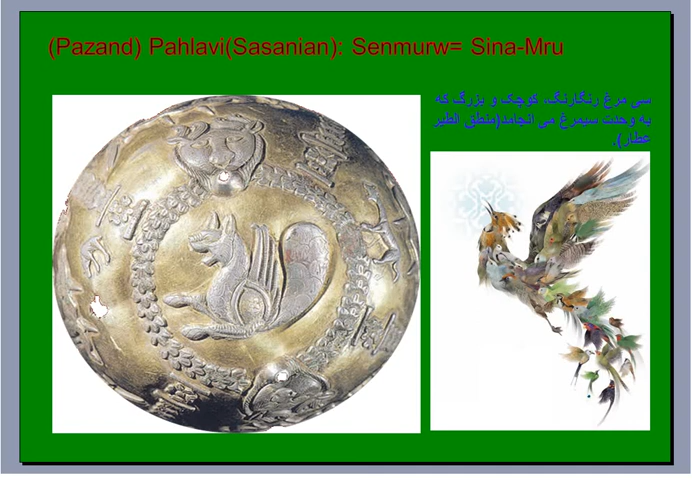 (Pazand) Pahlavi(Sasanian): Senmurw= Sina-Mru
سی مرغ رنگارنگ، کوچک و بزرگ که
به وحدت سیمرغ می انجامد(منطق الطیر
عطار).